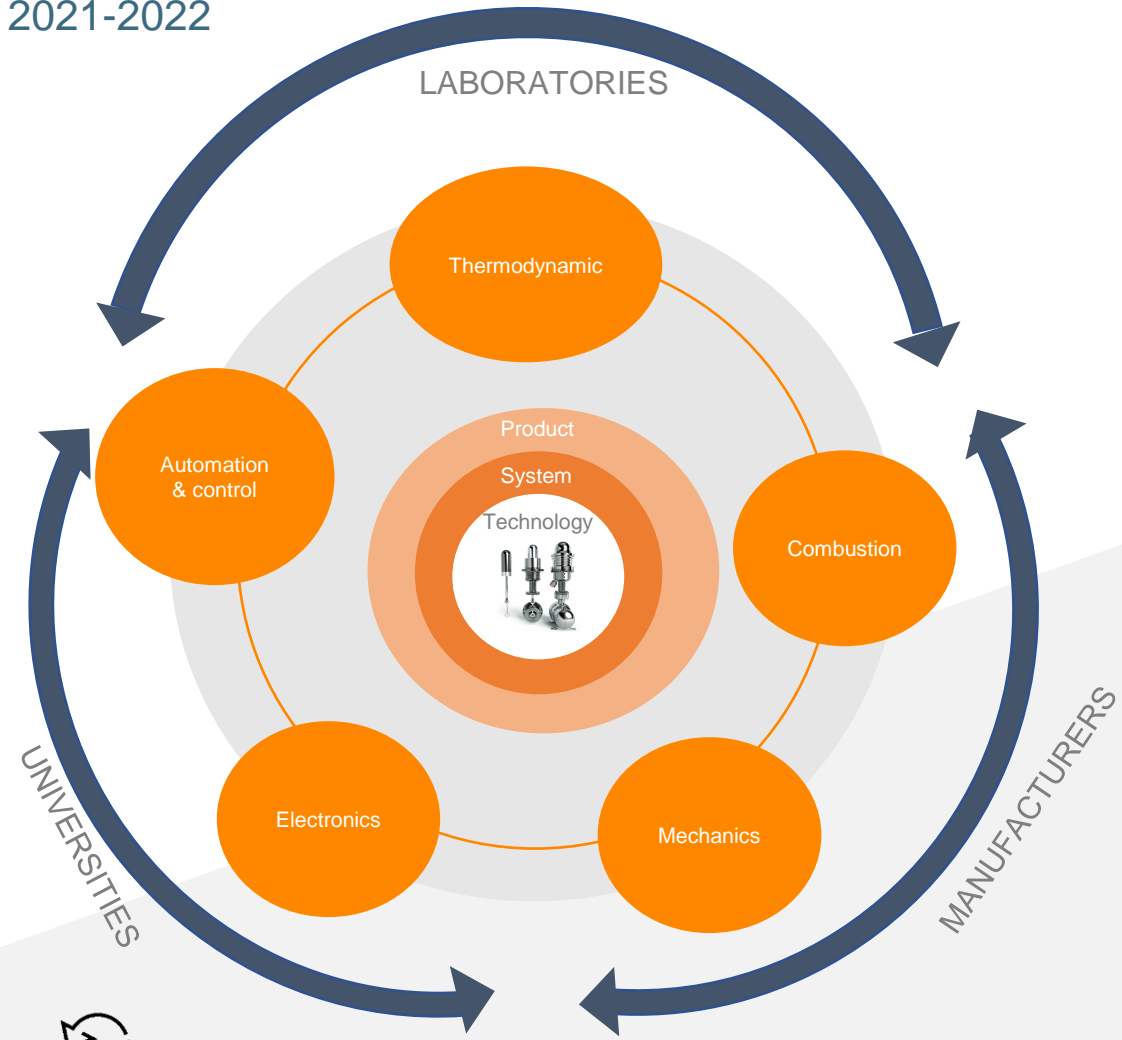 2021-2022
LABORATORIES
Thermodynamic
Product
Automation
& control
System
Technology
Combustion
Electronics
Mechanics
UNIVERSITIES
MANUFACTURERS